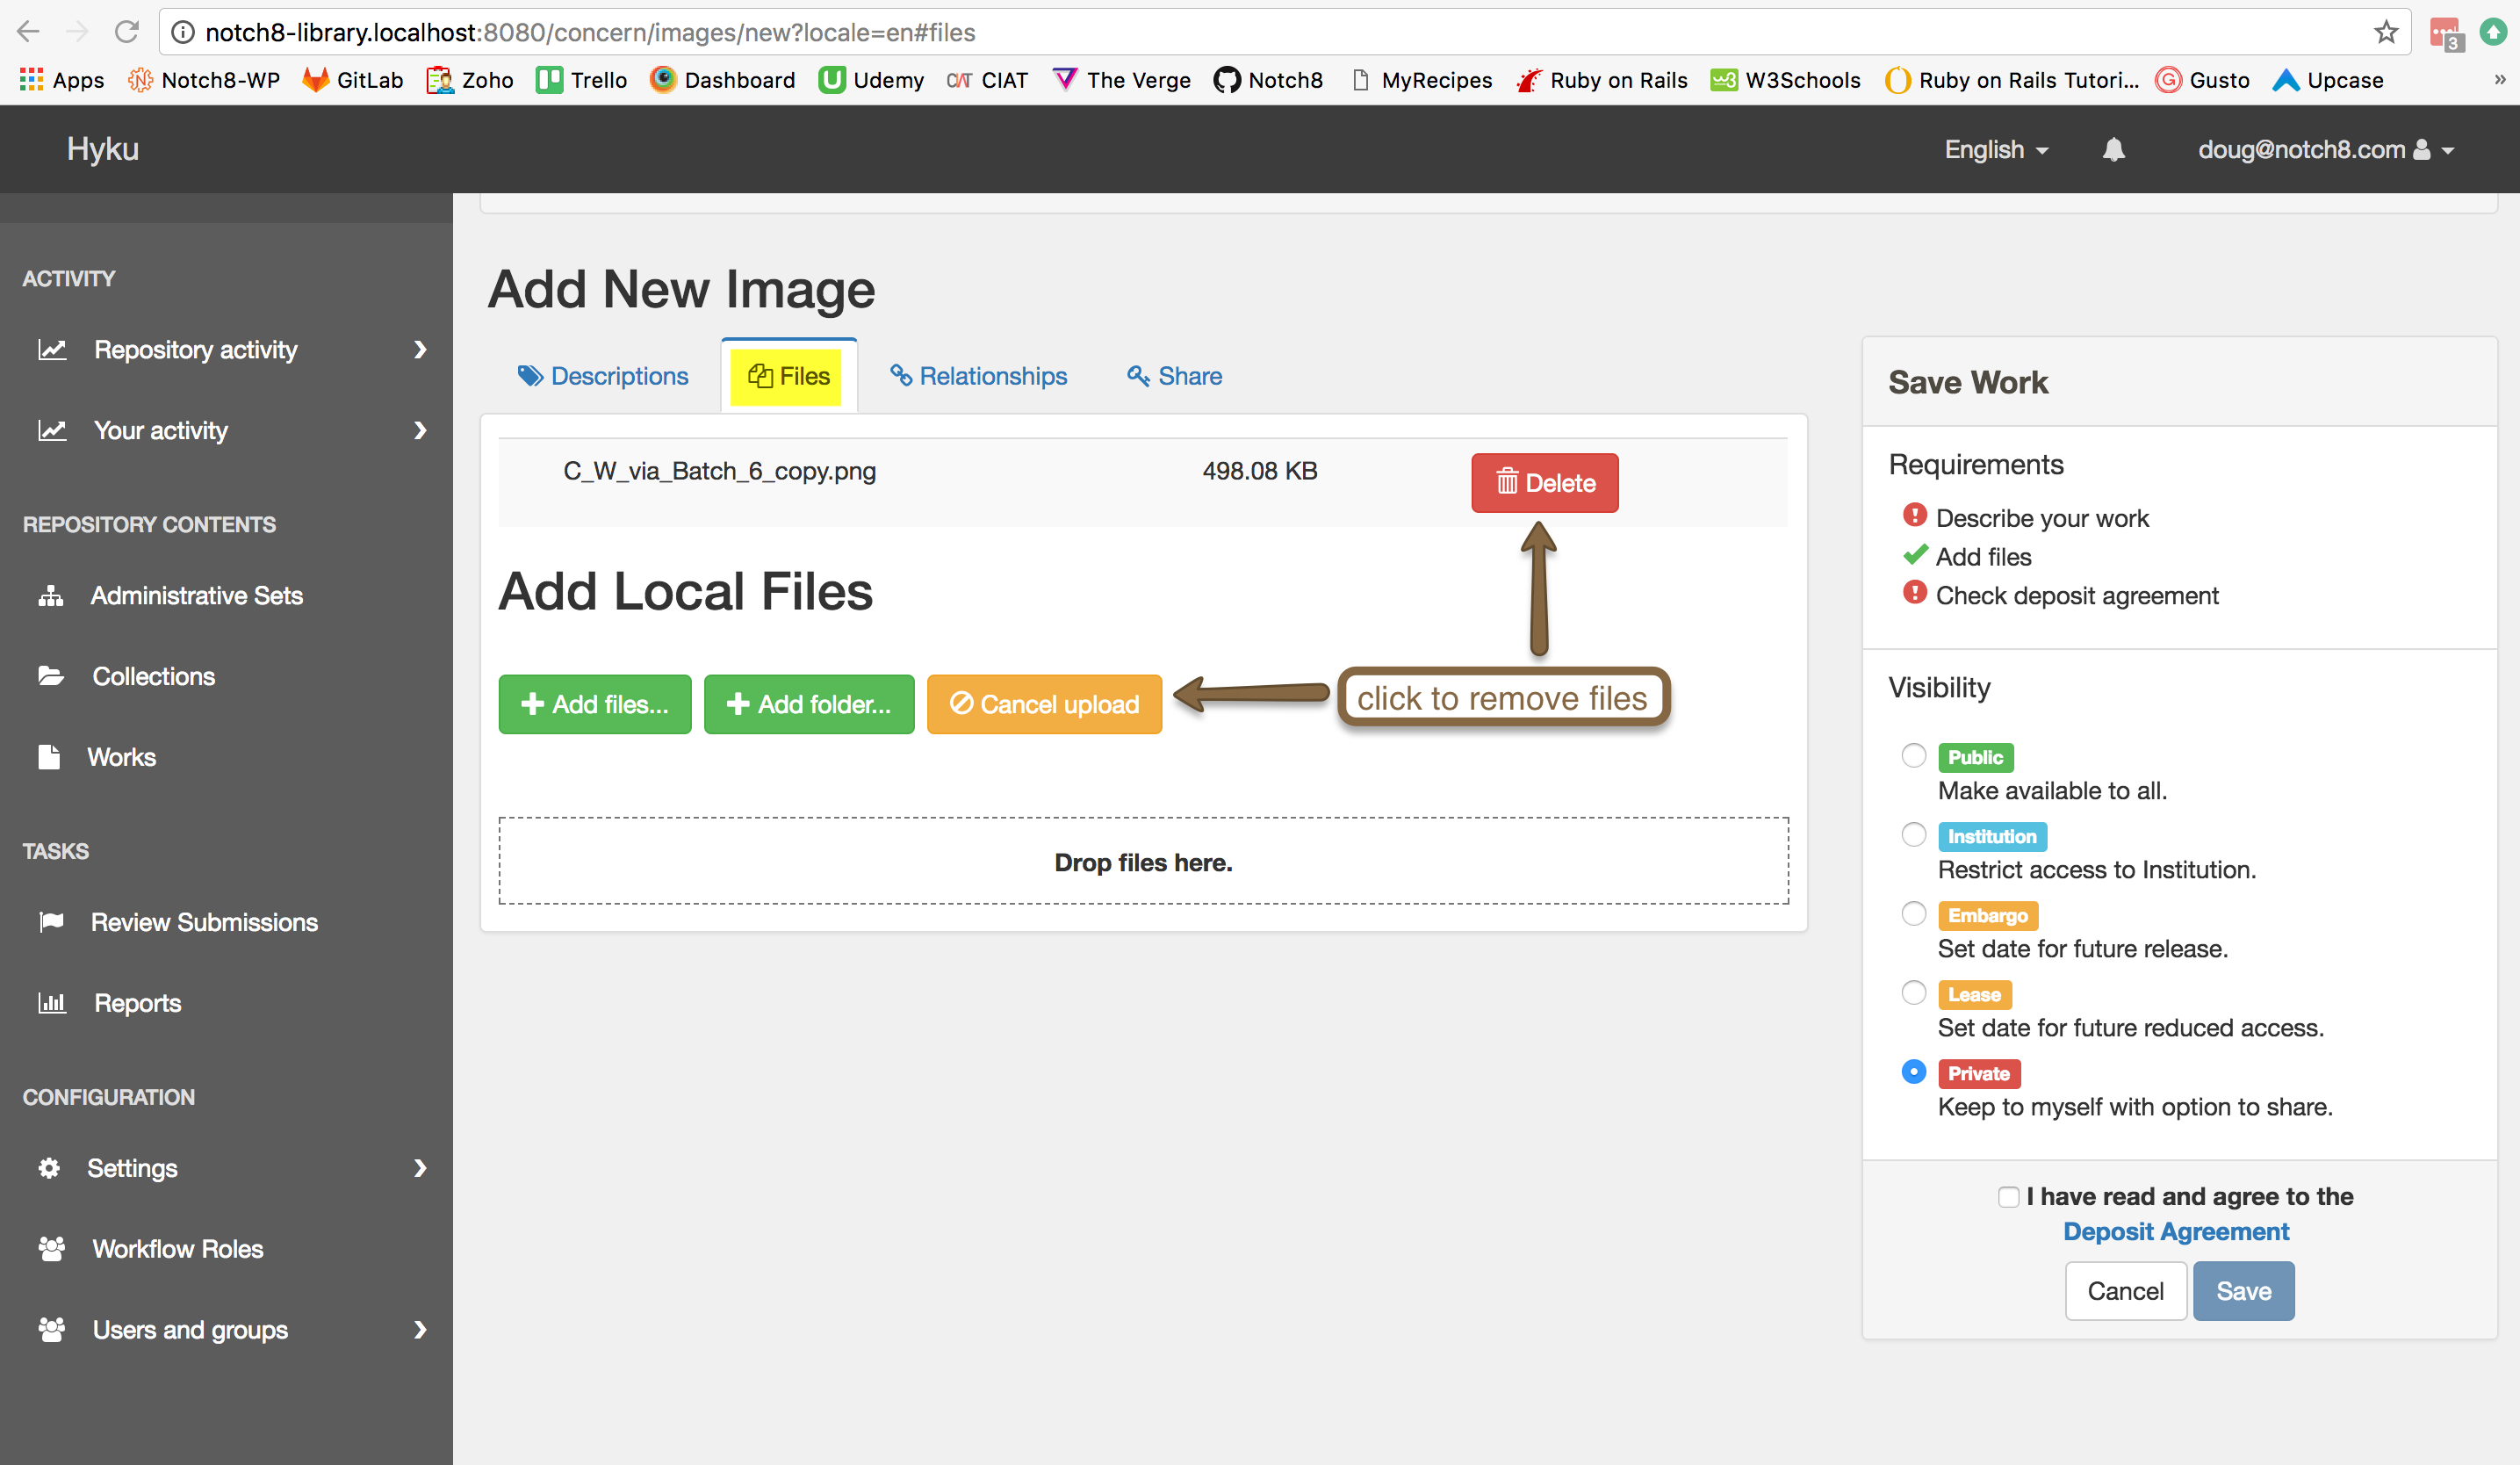 notch8-library.localhost:8080/concern/images/new?locale=en#files
3
Apps Notch8-WP GitLab Zoho Trello Dashboard Udemy CIAT The Verge Notch8 MyRecipes Ruby on Rails W3Schools Ruby on Rails Tutori... Gusto Upcase »
Hyku
English
doug@notch8.com
ACTIVITY
Repository activity
Your activity
REPOSITORY CONTENTS
Administrative Sets
Collections
Works
TASKS
Review Submissions
Reports
CONFIGURATION
Settings
Workflow Roles
Users and groups
Add New Image
Descriptions Files Relationships Share
C_W_via_Batch_6_copy.png 498.08 KB Delete
Add Local Files
Add files... Add folder... Cancel upload
click to remove files
Drop files here.
Save Work
Requirements
Describe your work
Add files
Check deposit agreement
Visibility
Public
Make available to all.
Institution
Restrict access to Institution.
Embargo
Set date for future release.
Lease
Set date for future reduced access.
Private
Keep to myself with option to share.
I have read and agree to the
Deposit Agreement
Cancel Save